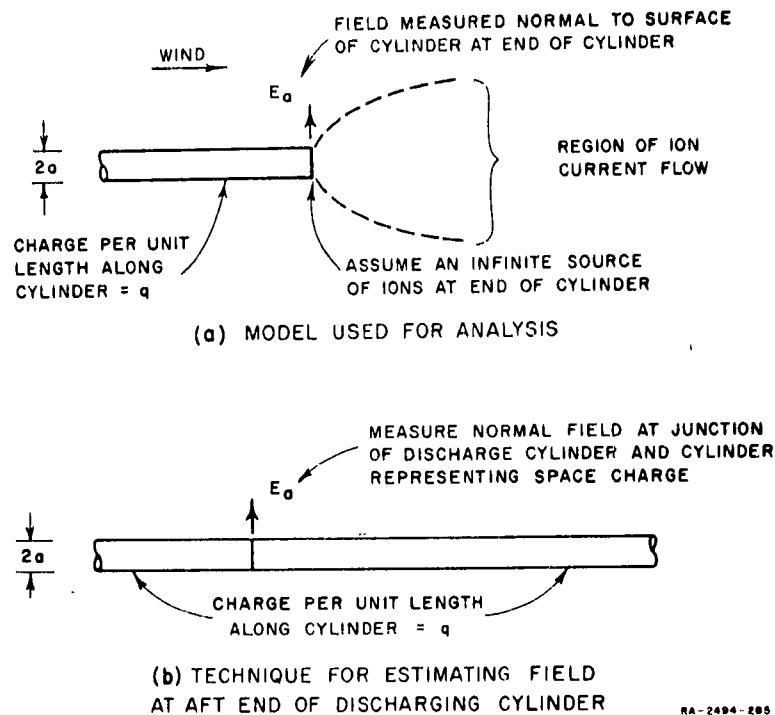 FIELD MEASURED NORMAL TO SURFACE
OF CYLINDER AT END OF CYLINDER
WIND
Ea
2a
REGION OF ION
CURRENT FLOW
CHARGE PER UNIT
LENGTH ALONG
CYLINDER = q
ASSUME AN INFINITE SOURCE
OF IONS AT END OF CYLINDER
(a) MODEL USED FOR ANALYSIS
MEASURE NORMAL FIELD AT JUNCTION
OF DISCHARGE CYLINDER AND CYLINDER
REPRESENTING SPACE CHARGE
Ea
2a
CHARGE PER UNIT LENGTH
ALONG CYLINDER = q
(b) TECHNIQUE FOR ESTIMATING FIELD
AT AFT END OF DISCHARGING CYLINDER
RA-2494-285